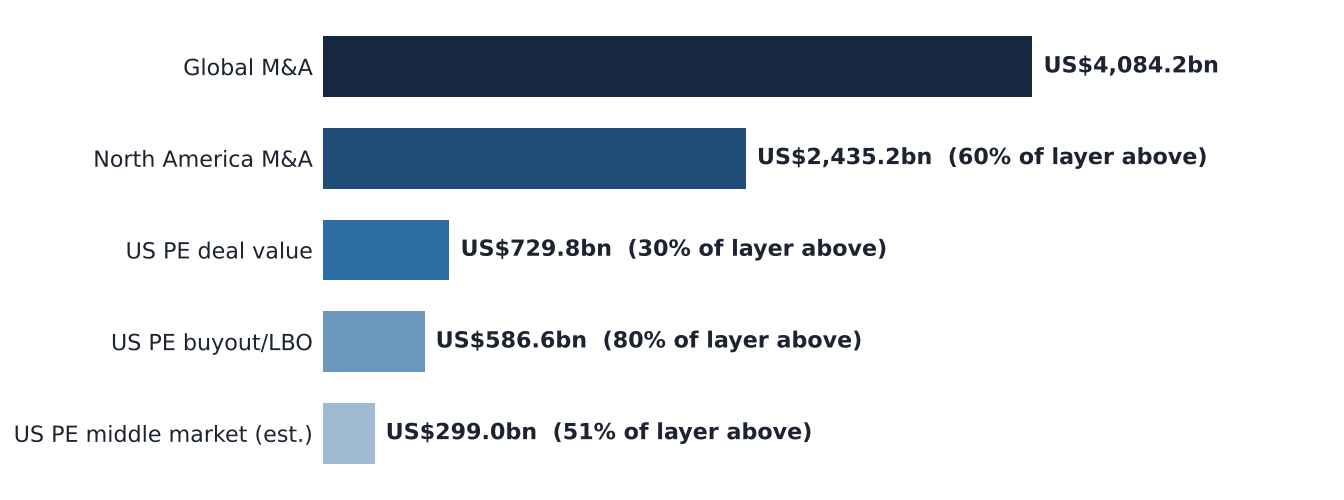 Global M&A US$4,084.2bn
North America M&A US$2,435.2bn (60% of layer above)
US PE deal value US$729.8bn (30% of layer above)
US PE buyout/LBO US$586.6bn (80% of layer above)
US PE middle market (est.) US$299.0bn (51% of layer above)